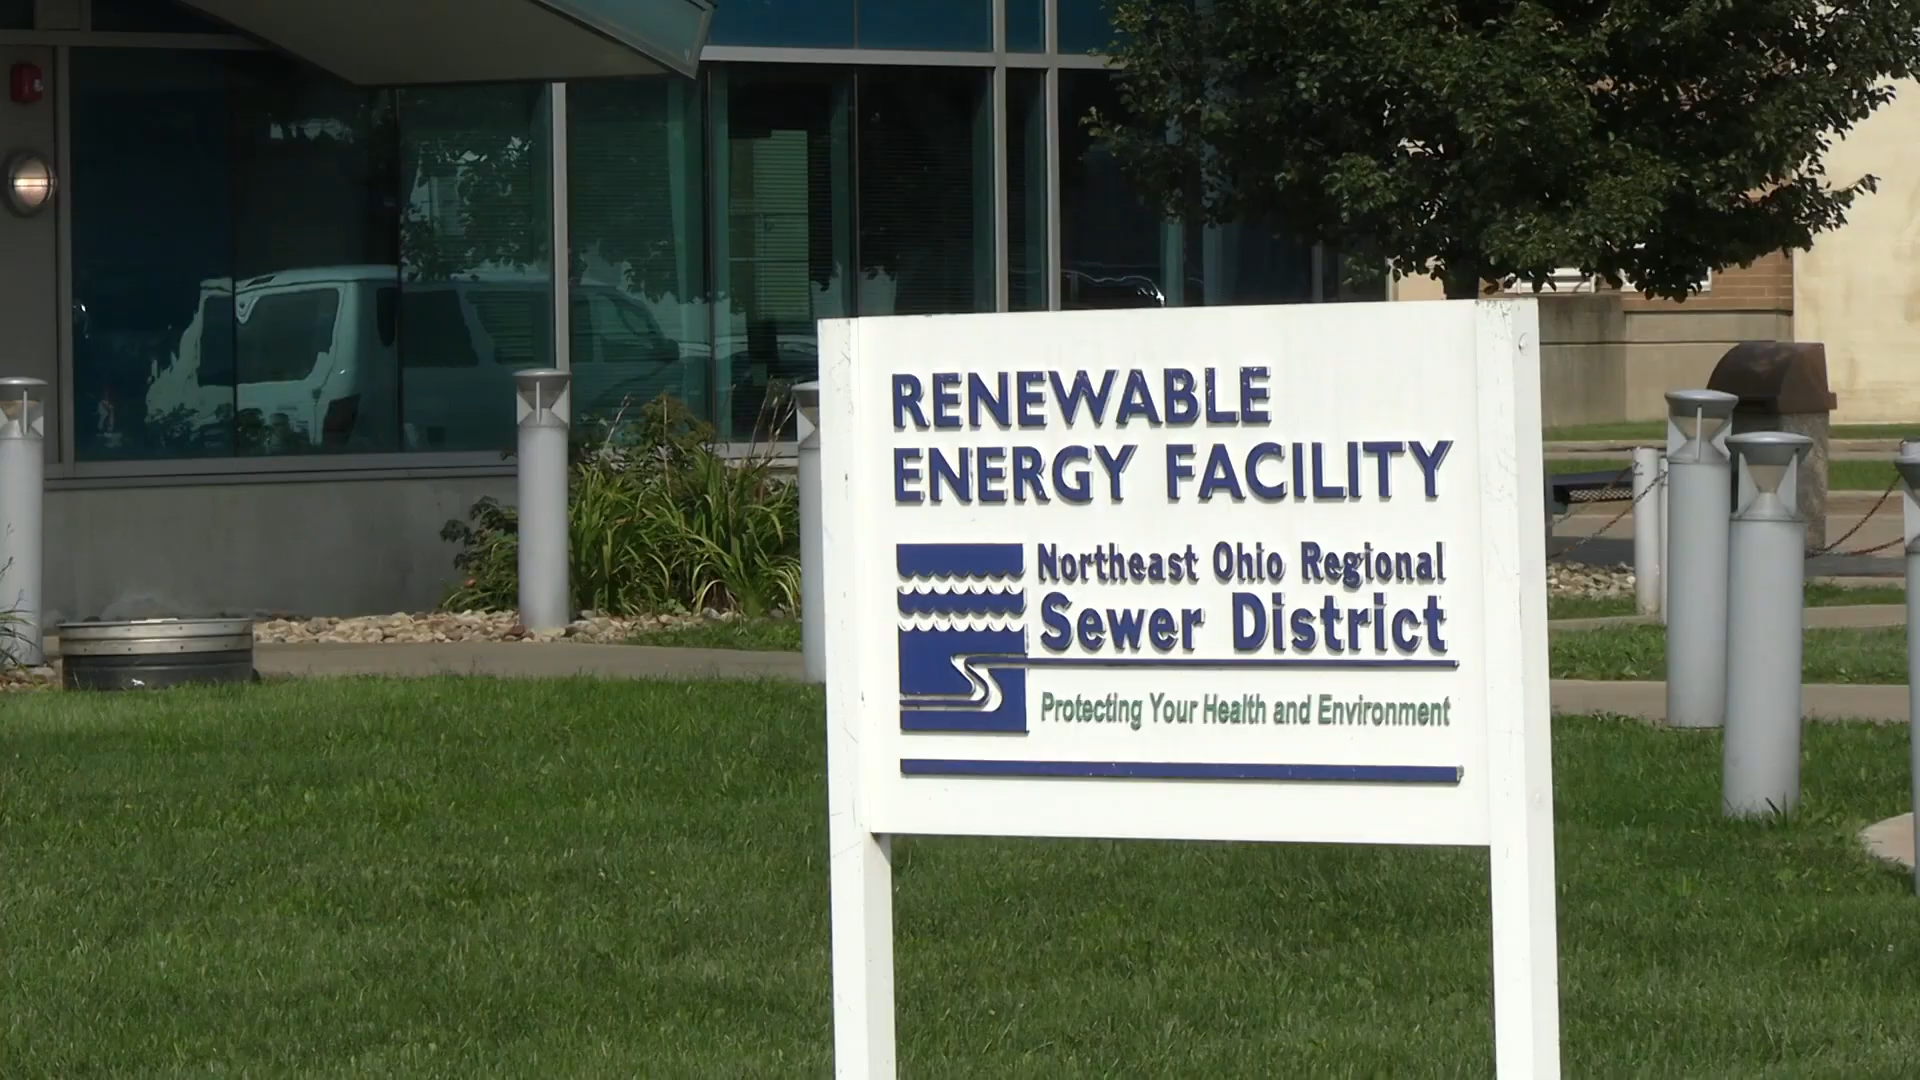 RENEWABLE
ENERGY FACILITY
Northeast Ohio Regional
Sewer District
Protecting Your Health and Environment